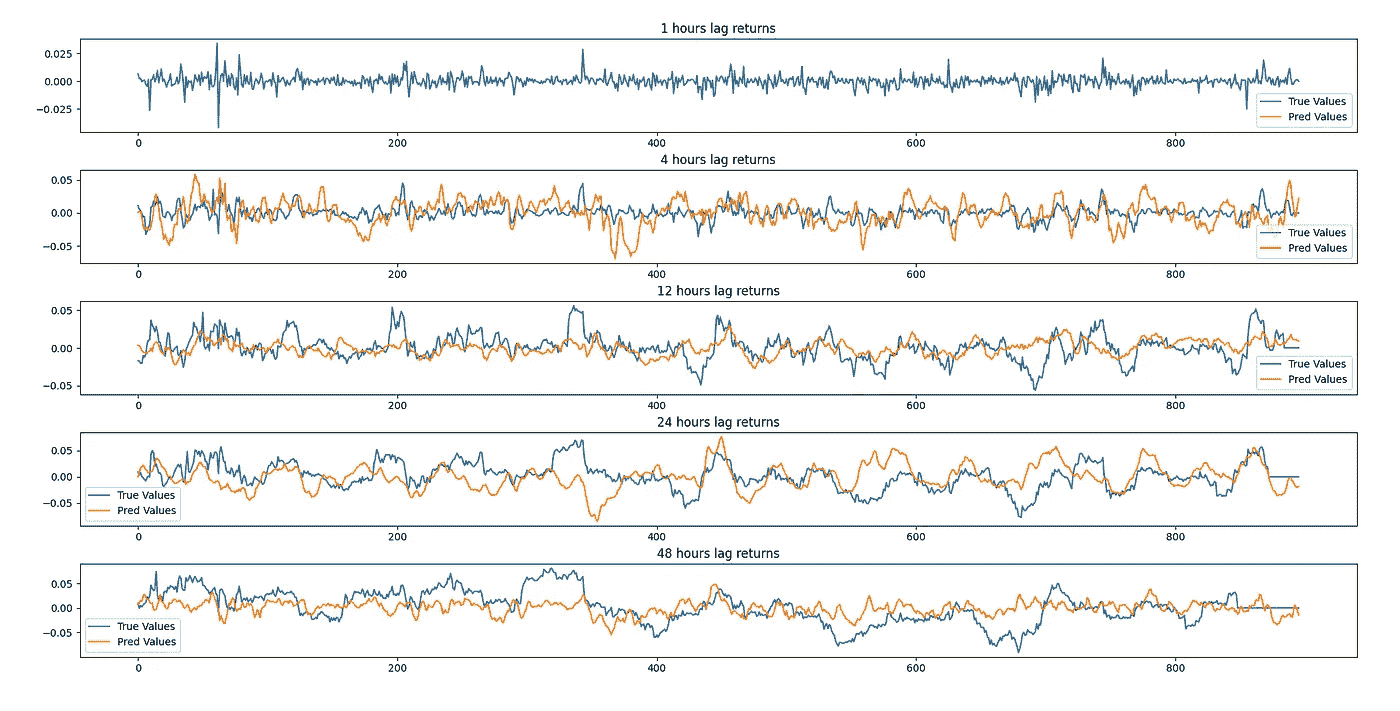 1 hours lag returns
0.025
0.000
−0.025
True Values
Pred Values
0 200 400 600 800
4 hours lag returns
0.05
0.00
−0.05
True Values
Pred Values
0 200 400 600 800
12 hours lag returns
0.05
0.00
−0.05
True Values
Pred Values
0 200 400 600 800
24 hours lag returns
0.05
0.00
−0.05
True Values
Pred Values
0 200 400 600 800
48 hours lag returns
0.05
0.00
−0.05
True Values
Pred Values
0 200 400 600 800